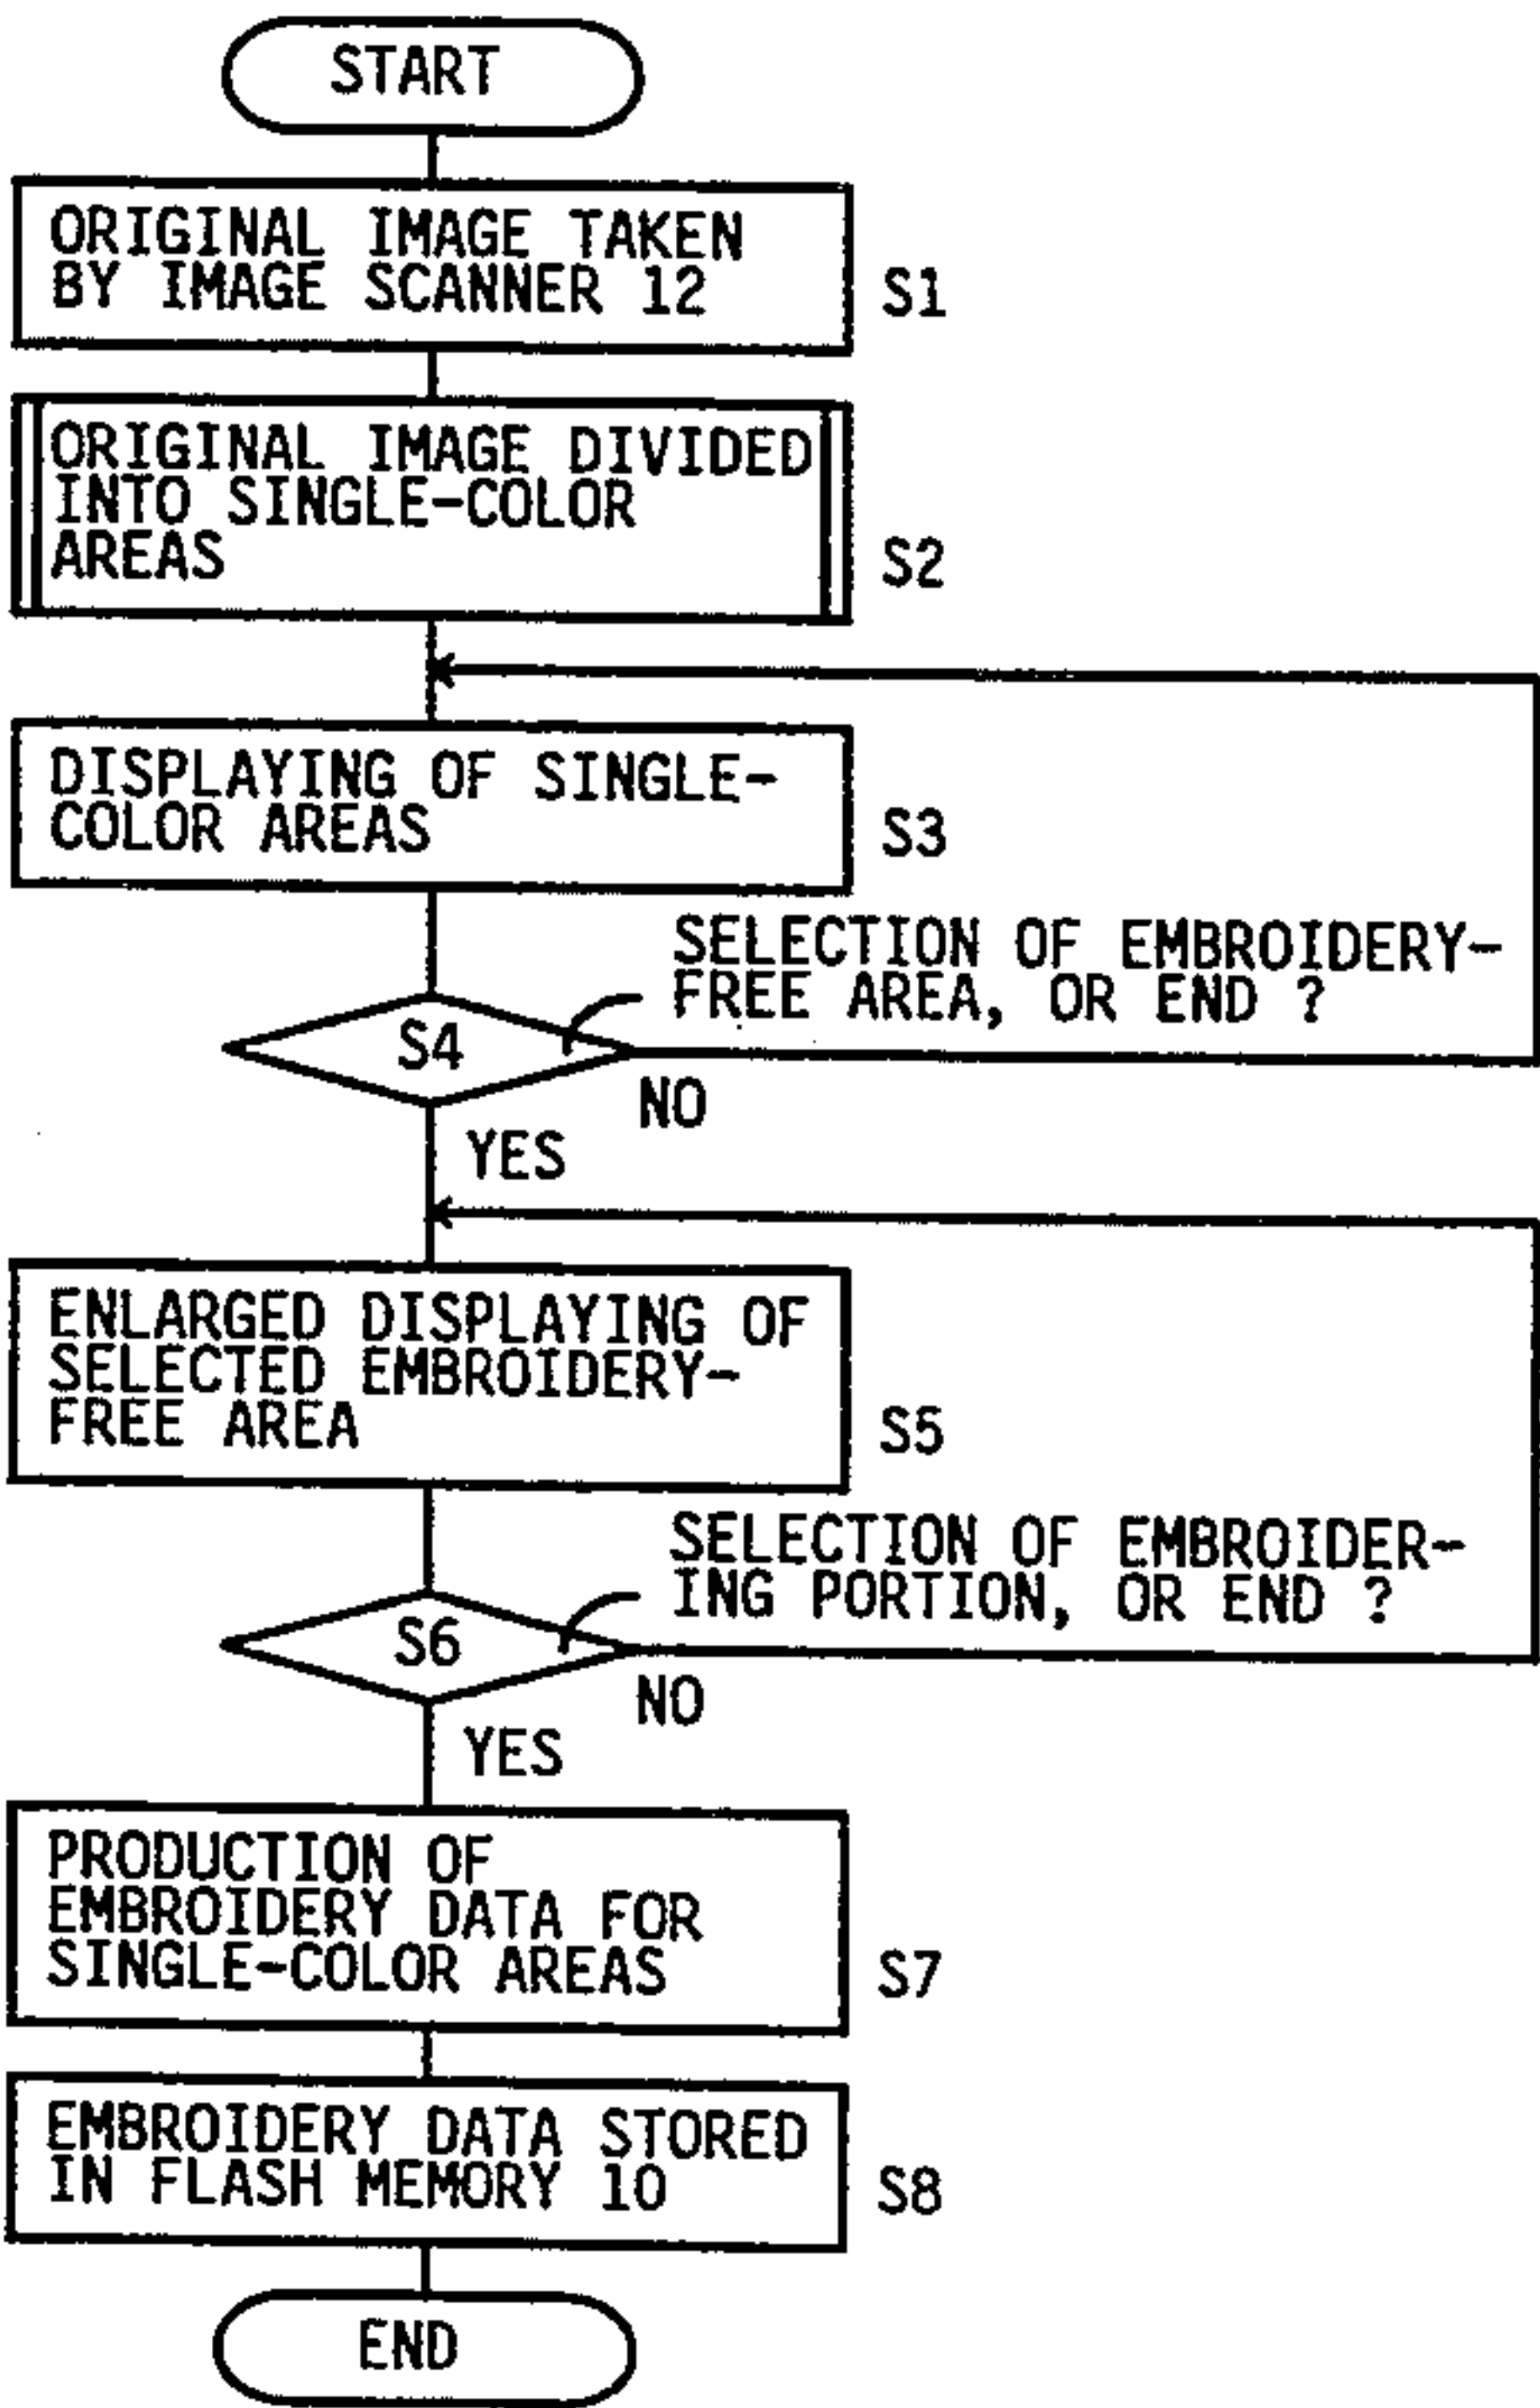 START
ORIGINAL IMAGE TAKEN
BY IMAGE SCANNER 12
S1
ORIGINAL IMAGE DIVIDED
INTO SINGLE-COLOR
AREAS
S2
DISPLAYING OF SINGLE-
COLOR AREAS
S3
SELECTION OF EMBROIDERY-
FREE AREA, OR END ?
S4
NO
YES
ENLARGED DISPLAYING OF
SELECTED EMBROIDERY-
FREE AREA
S5
SELECTION OF EMBROIDER-
ING PORTION, OR END ?
S6
NO
YES
PRODUCTION OF
EMBROIDERY DATA FOR
SINGLE-COLOR AREAS
S7
EMBROIDERY DATA STORED
IN FLASH MEMORY 10
S8
END